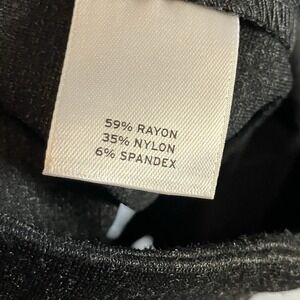 59% RAYON
35% NYLON
6% SPANDEX